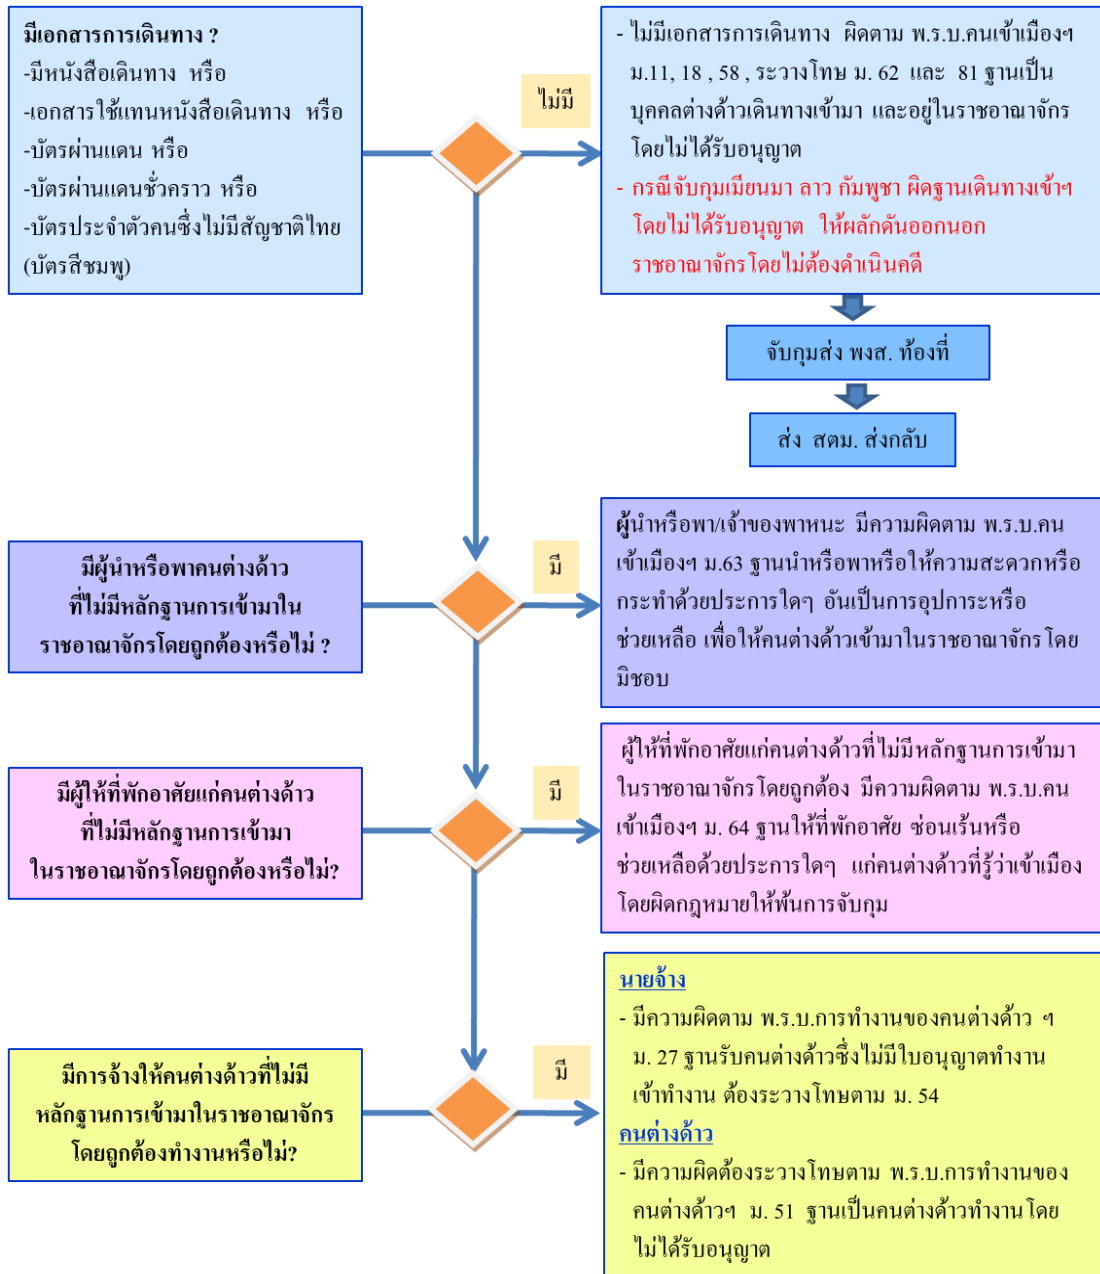 มีเอกสารการเดินทาง ?
-มีหนังสือเดินทาง หรือ
-เอกสารใช้แทนหนังสือเดินทาง หรือ
-บัตรผ่านแดน หรือ
-บัตรผ่านแดนชั่วคราว หรือ
-บัตรประจำตัวคนซึ่งไม่มีสัญชาติไทย
(บัตรสีชมพู)
ไม่มี
- ไม่มีเอกสารการเดินทาง ผิดตาม พ.ร.บ.คนเข้าเมืองฯ
ม.11, 18 , 58 , ระวางโทษ ม. 62 และ 81 ฐานเป็น
บุคคลต่างด้าวเดินทางเข้ามา และอยู่ในราชอาณาจักร
โดยไม่ได้รับอนุญาต
- กรณีจับกุมเมียนมา ลาว กัมพูชา ผิดฐานเดินทางเข้าฯ
โดยไม่ได้รับอนุญาต ให้ผลักดันออกนอก
ราชอาณาจักรโดยไม่ต้องดำเนินคดี
จับกุมส่ง พงส. ท้องที่
ส่ง สตม. ส่งกลับ
มีผู้นำหรือพาคนต่างด้าว
ที่ไม่มีหลักฐานการเข้ามาใน
ราชอาณาจักรโดยถูกต้องหรือไม่ ?
มี
ผู้นำหรือพา/เจ้าของพาหนะ มีความผิดตาม พ.ร.บ.คน
เข้าเมืองฯ ม.63 ฐานนำหรือพาหรือให้ความสะดวกหรือ
กระทำด้วยประการใดๆ อันเป็นการอุปการะหรือ
ช่วยเหลือ เพื่อให้คนต่างด้าวเข้ามาในราชอาณาจักรโดย
มิชอบ
มีผู้ให้ที่พักอาศัยแก่คนต่างด้าว
ที่ไม่มีหลักฐานการเข้ามา
ในราชอาณาจักรโดยถูกต้องหรือไม่?
มี
ผู้ให้ที่พักอาศัยแก่คนต่างด้าวที่ไม่มีหลักฐานการเข้ามา
ในราชอาณาจักรโดยถูกต้อง มีความผิดตาม พ.ร.บ.คน
เข้าเมืองฯ ม. 64 ฐานให้ที่พักอาศัย ซ่อนเร้นหรือ
ช่วยเหลือด้วยประการใดๆ แก่คนต่างด้าวที่รู้ว่าเข้าเมือง
โดยผิดกฎหมายให้พ้นการจับกุม
มีการจ้างให้คนต่างด้าวที่ไม่มี
หลักฐานการเข้ามาในราชอาณาจักร
โดยถูกต้องทำงานหรือไม่?
มี
นายจ้าง
- มีความผิดตาม พ.ร.บ.การทำงานของคนต่างด้าว ฯ
ม. 27 ฐานรับคนต่างด้าวซึ่งไม่มีใบอนุญาตทำงาน
เข้าทำงาน ต้องระวางโทษตาม ม. 54
คนต่างด้าว
- มีความผิดต้องระวางโทษตาม พ.ร.บ.การทำงานของ
คนต่างด้าวฯ ม. 51 ฐานเป็นคนต่างด้าวทำงานโดย
ไม่ได้รับอนุญาต